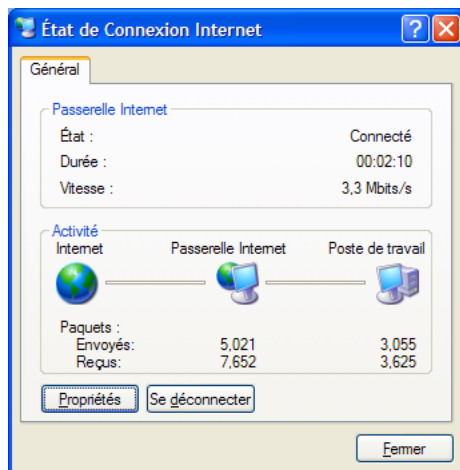 État de Connexion Internet
Général
Passerelle Internet
État : Connecté
Durée : 00:02:10
Vitesse : 3,3 Mbits/s
Activité
Internet Passerelle Internet Poste de travail
Paquets :
Envoyés: 5,021 3,055
Reçus: 7,652 3,625
Propriétés Se déconnecter
Fermer